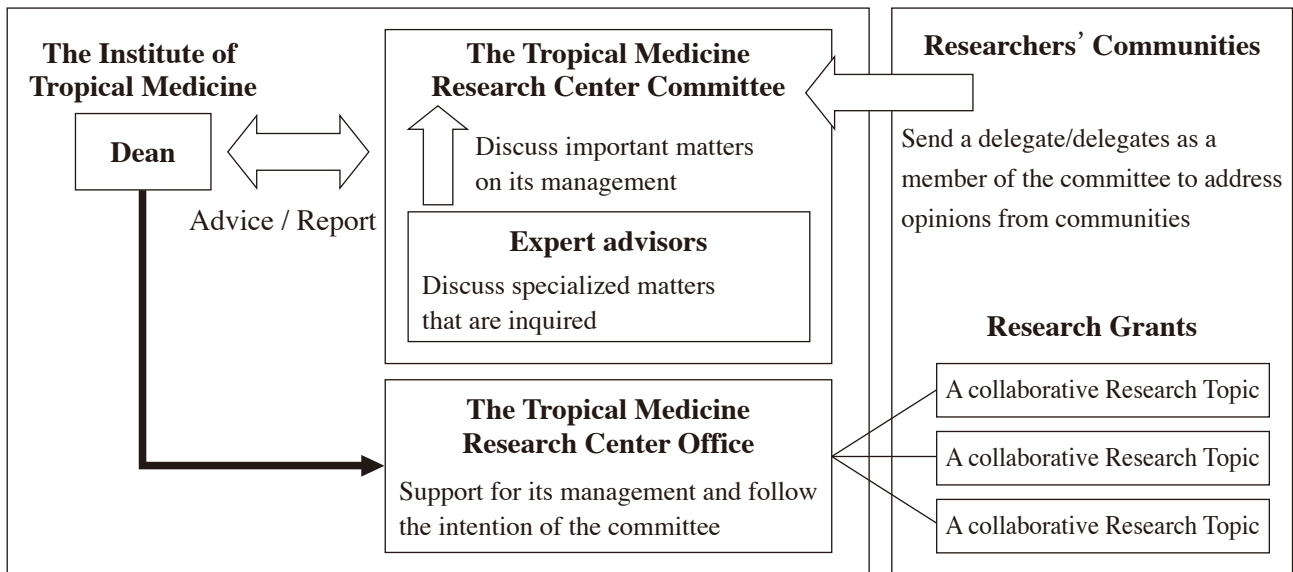 The Institute of
Tropical Medicine
Dean
Advice / Report
The Tropical Medicine
Research Center Committee
Discuss important matters
on its management
Expert advisors
Discuss specialized matters
that are inquired
The Tropical Medicine
Research Center Office
Support for its management and follow
the intention of the committee
Researchers’ Communities
Send a delegate/delegates as a
member of the committee to address
opinions from communities
Research Grants
A collaborative Research Topic
A collaborative Research Topic
A collaborative Research Topic